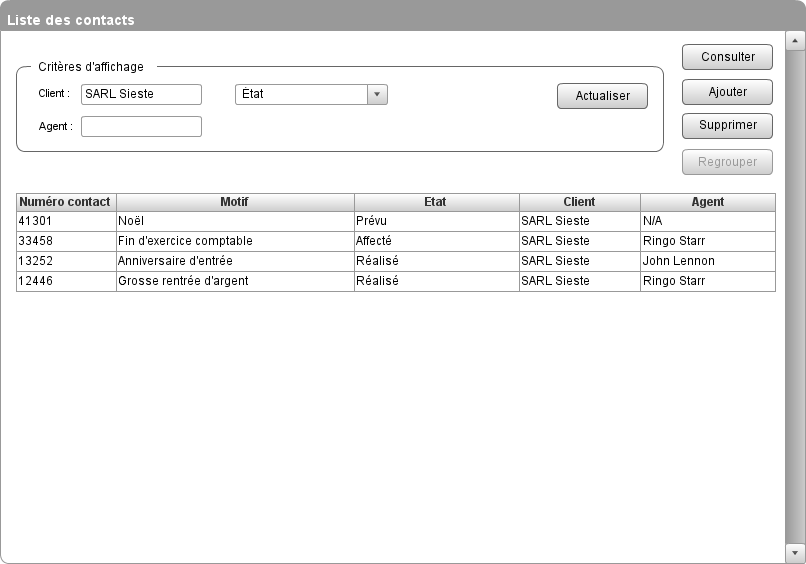 Liste des contacts
Critères d'affichage
Client : SARL Sieste État Actualiser
Agent :
Consulter
Ajouter
Supprimer
Regrouper
Numéro contact Motif Etat Client Agent
41301 Noël Prévu SARL Sieste N/A
33458 Fin d'exercice comptable Affecté SARL Sieste Ringo Starr
13252 Anniversaire d'entrée Réalisé SARL Sieste John Lennon
12446 Grosse rentrée d'argent Réalisé SARL Sieste Ringo Starr